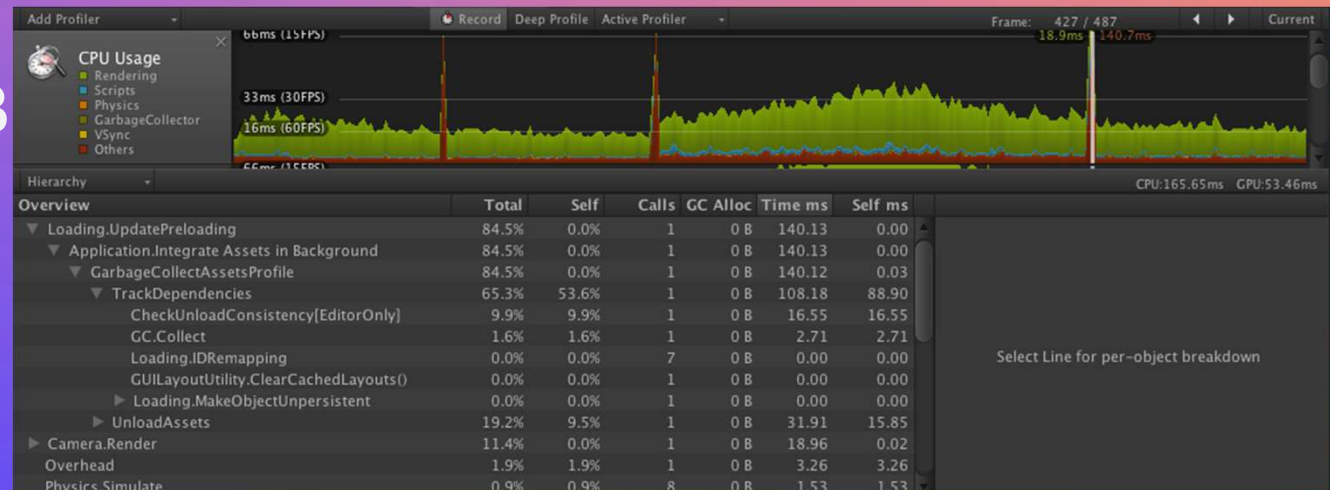 Add Profiler Record Deep Profile Active Profiler Frame: 427 / 487 Current
CPU Usage
Rendering
Scripts
Physics
GarbageCollector
VSync
Others
66ms (15FPS)
18.9ms 140.7ms
33ms (30FPS)
16ms (60FPS)
66ms (15FPS)
Hierarchy CPU:165.65ms GPU:53.46ms
Overview Total Self Calls GC Alloc Time ms Self ms
Loading.UpdatePreloading 84.5% 0.0% 1 0 B 140.13 0.00
Application.Integrate Assets in Background 84.5% 0.0% 1 0 B 140.13 0.00
GarbageCollectAssetsProfile 84.5% 0.0% 1 0 B 140.12 0.03
TrackDependencies 65.3% 53.6% 1 0 B 108.18 88.90
CheckUnloadConsistency[EditorOnly] 9.9% 9.9% 1 0 B 16.55 16.55
GC.Collect 1.6% 1.6% 1 0 B 2.71 2.71
Loading.IDRemapping 0.0% 0.0% 7 0 B 0.00 0.00
GUILayoutUtility.ClearCachedLayouts() 0.0% 0.0% 1 0 B 0.00 0.00
Loading.MakeObjectUnpersistent 0.0% 0.0% 1 0 B 0.00 0.00
UnloadAssets 19.2% 9.5% 1 0 B 31.91 15.85
Camera.Render 11.4% 0.0% 1 0 B 18.96 0.02
Overhead 1.9% 1.9% 1 0 B 3.26 3.26
Physics.Simulate 0.9% 0.9% 8 0 B 1.53 1.53
Select Line for per-object breakdown